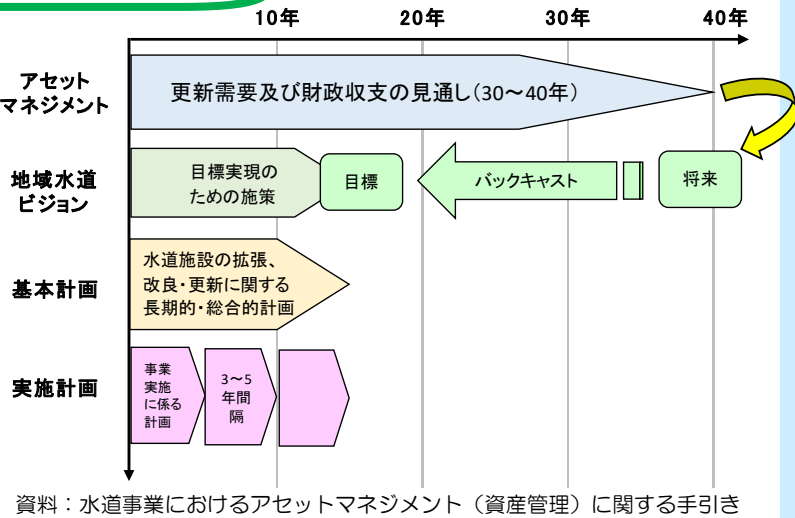 10年 20年 30年 40年
アセット
マネジメント
更新需要及び財政収支の見通し(30～40年)
地域水道
ビジョン
目標実現の
ための施策
目標
バックキャスト
将来
基本計画
水道施設の拡張、
改良・更新に関する
長期的・総合的計画
実施計画
事業
実施
に係る
計画
3～5
年間
隔
資料：水道事業におけるアセットマネジメント（資産管理）に関する手引き